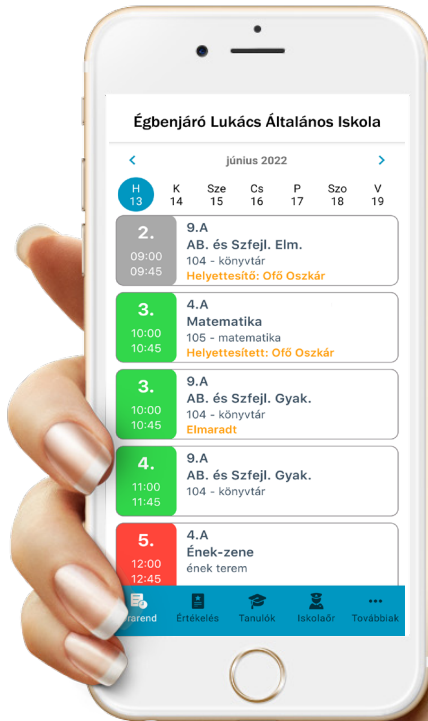 Égbenjáró Lukács Általános Iskola
< június 2022 >
H K Sze Cs P Szo V
13 14 15 16 17 18 19
2.
09:00
09:45
9.A
AB. és Szfejl. Elm.
104 - könyvtár
Helyettesítő: Ofő Oszkár
3.
10:00
10:45
4.A
Matematika
105 - matematika
Helyettesített: Ofő Oszkár
3.
10:00
10:45
9.A
AB. és Szfejl. Gyak.
104 - könyvtár
Elmaradt
4.
11:00
11:45
9.A
AB. és Szfejl. Gyak.
104 - könyvtár
5.
12:00
12:45
4.A
Ének-zene
ének terem
rarend Értékelés Tanulók Iskolaőr Továbbiak